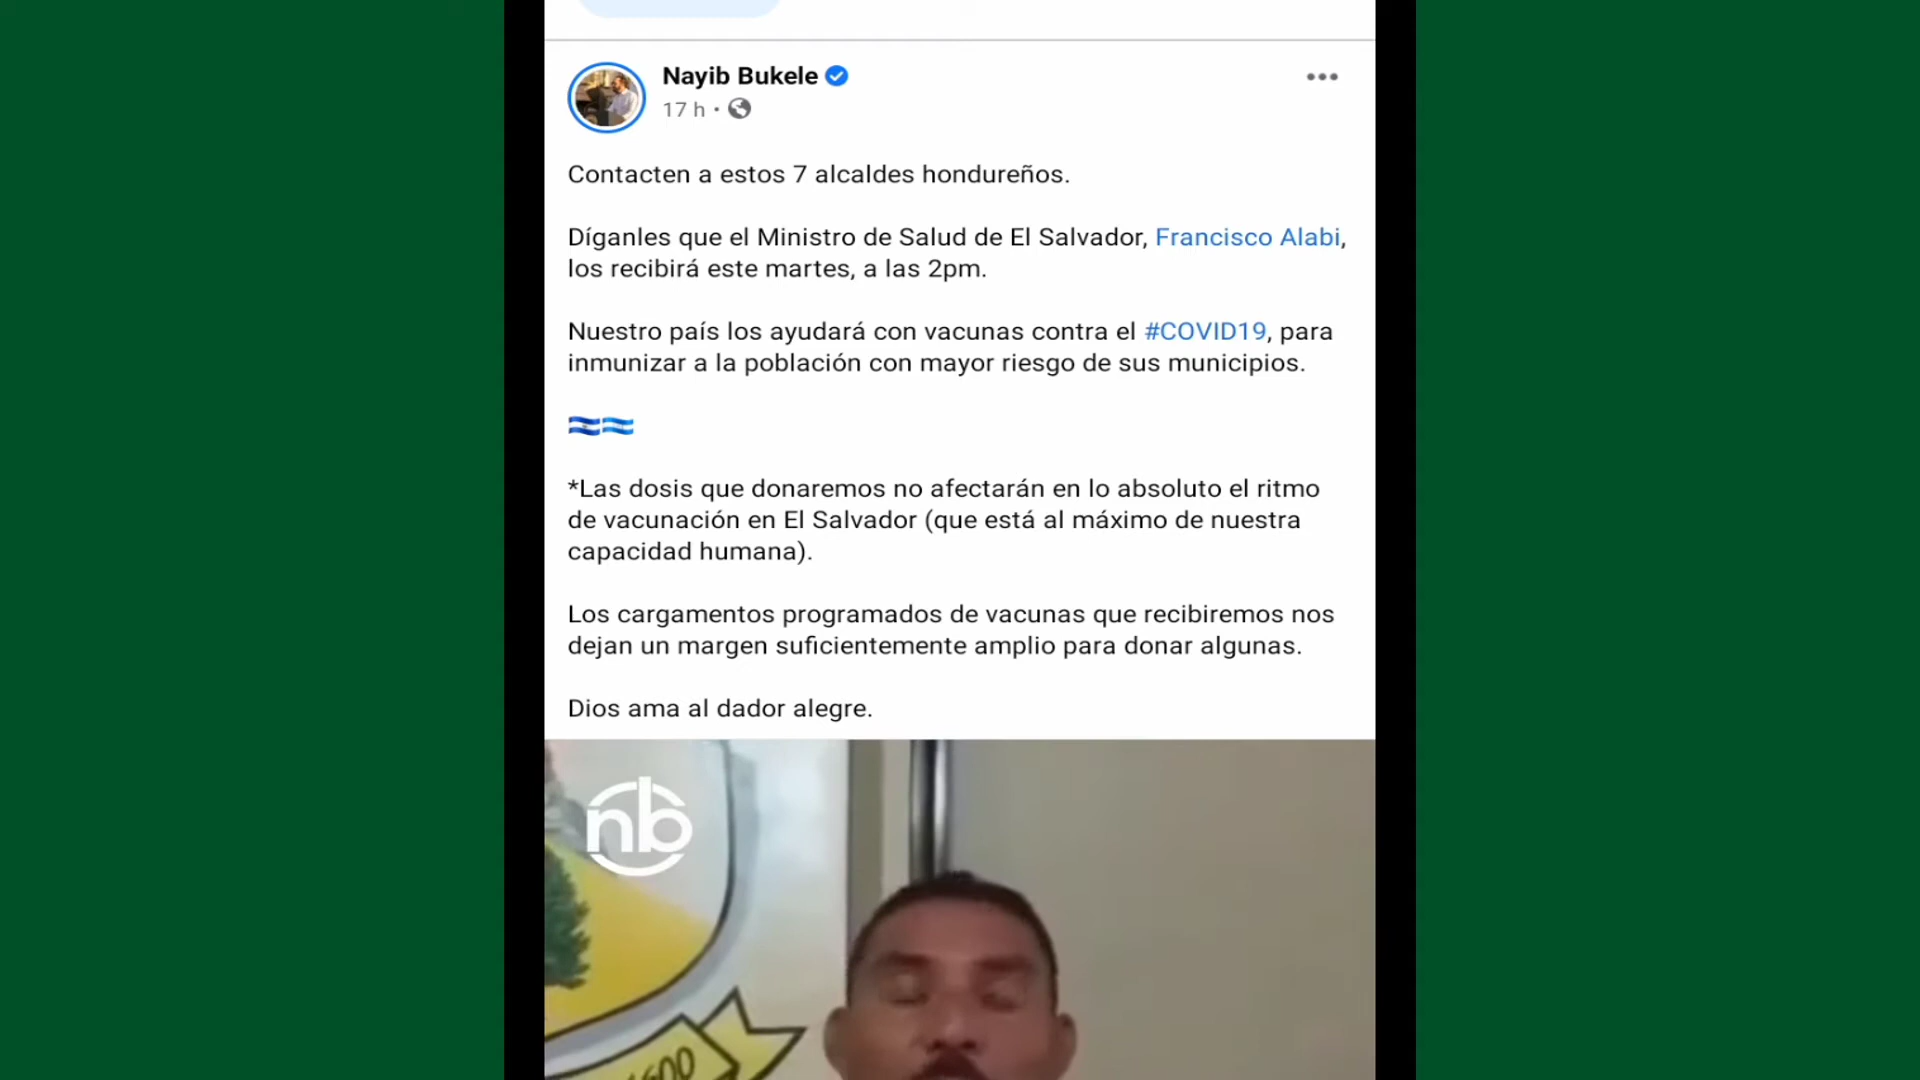 Nayib Bukele
17 h ·
Contacten a estos 7 alcaldes hondureños.
Díganles que el Ministro de Salud de El Salvador, Francisco Alabi,
los recibirá este martes, a las 2pm.
Nuestro país los ayudará con vacunas contra el #COVID19, para
inmunizar a la población con mayor riesgo de sus municipios.
*Las dosis que donaremos no afectarán en lo absoluto el ritmo
de vacunación en El Salvador (que está al máximo de nuestra
capacidad humana).
Los cargamentos programados de vacunas que recibiremos nos
dejan un margen suficientemente amplio para donar algunas.
Dios ama al dador alegre.
nb